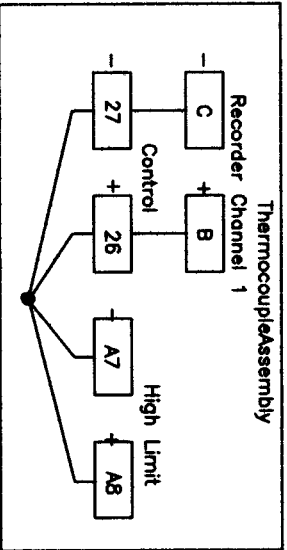 ThermocoupleAssembly
Recorder Channel 1
- +
C B
Control High Limit
- + - +
27 26 A7 A8